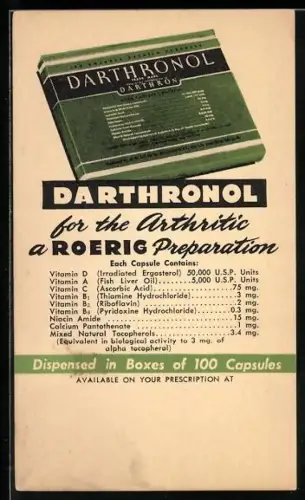 DARTHRONOL
DARTHRON
DARTHRONOL
for the Arthritic
a ROERIG Preparation
Each Capsule Contains:
Vitamin D (Irradiated Ergosterol) 50,000 U.S.P. Units
Vitamin A (Fish Liver Oil) . . 5,000 U.S.P. Units
Vitamin C (Ascorbic Acid) . . . . 75 mg.
Vitamin B₁ (Thiamine Hydrochloride) . 3 mg.
Vitamin B₂ (Riboflavin) . . . . 2 mg.
Vitamin B₆ (Pyridoxine Hydrochloride) . . 0.3 mg.
Niacin Amide . . . . 15 mg.
Calcium Pantothenate . . . . 1 mg.
Mixed Natural Tocopherols . . . . 3.4 mg.
(Equivalent in biological activity to 3 mg. of
alpha tocopherol)
Dispensed in Boxes of 100 Capsules
AVAILABLE ON YOUR PRESCRIPTION AT